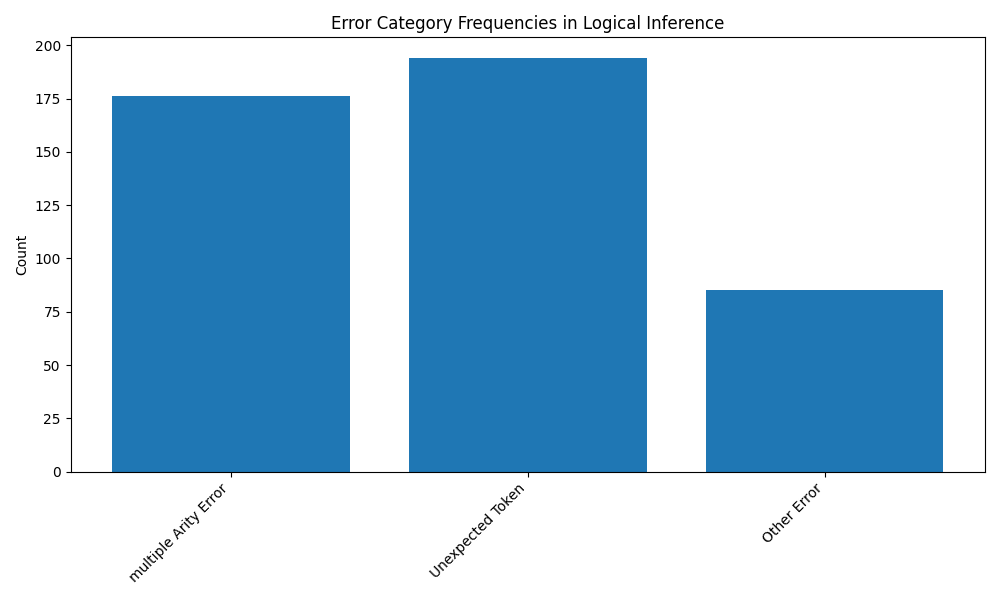 Error Category Frequencies in Logical Inference
200
175
150
125
100
75
50
25
0
Count
multiple Arity Error
Unexpected Token
Other Error